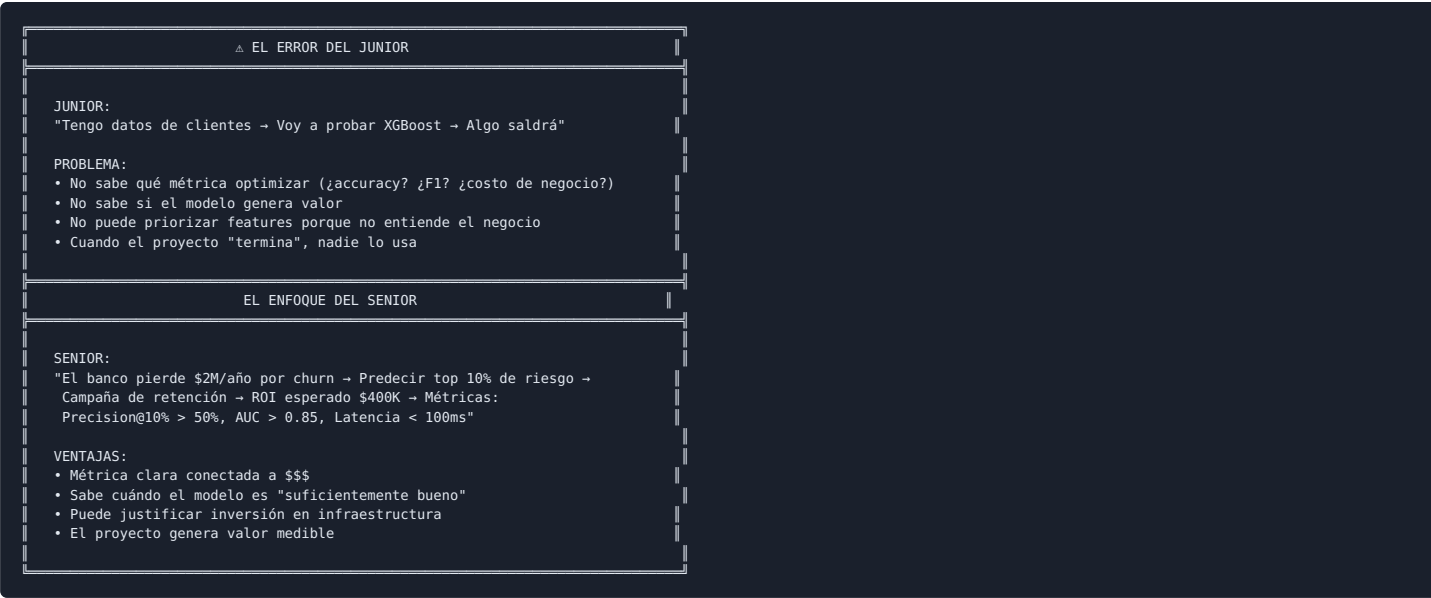 ⚠ EL ERROR DEL JUNIOR
JUNIOR:
"Tengo datos de clientes → Voy a probar XGBoost → Algo saldrá"
PROBLEMA:
• No sabe qué métrica optimizar (¿accuracy? ¿F1? ¿costo de negocio?)
• No sabe si el modelo genera valor
• No puede priorizar features porque no entiende el negocio
• Cuando el proyecto "termina", nadie lo usa
EL ENFOQUE DEL SENIOR
SENIOR:
"El banco pierde $2M/año por churn → Predecir top 10% de riesgo →
Campaña de retención → ROI esperado $400K → Métricas:
Precision@10% > 50%, AUC > 0.85, Latencia < 100ms"
VENTAJAS:
• Métrica clara conectada a $$$
• Sabe cuándo el modelo es "suficientemente bueno"
• Puede justificar inversión en infraestructura
• El proyecto genera valor medible